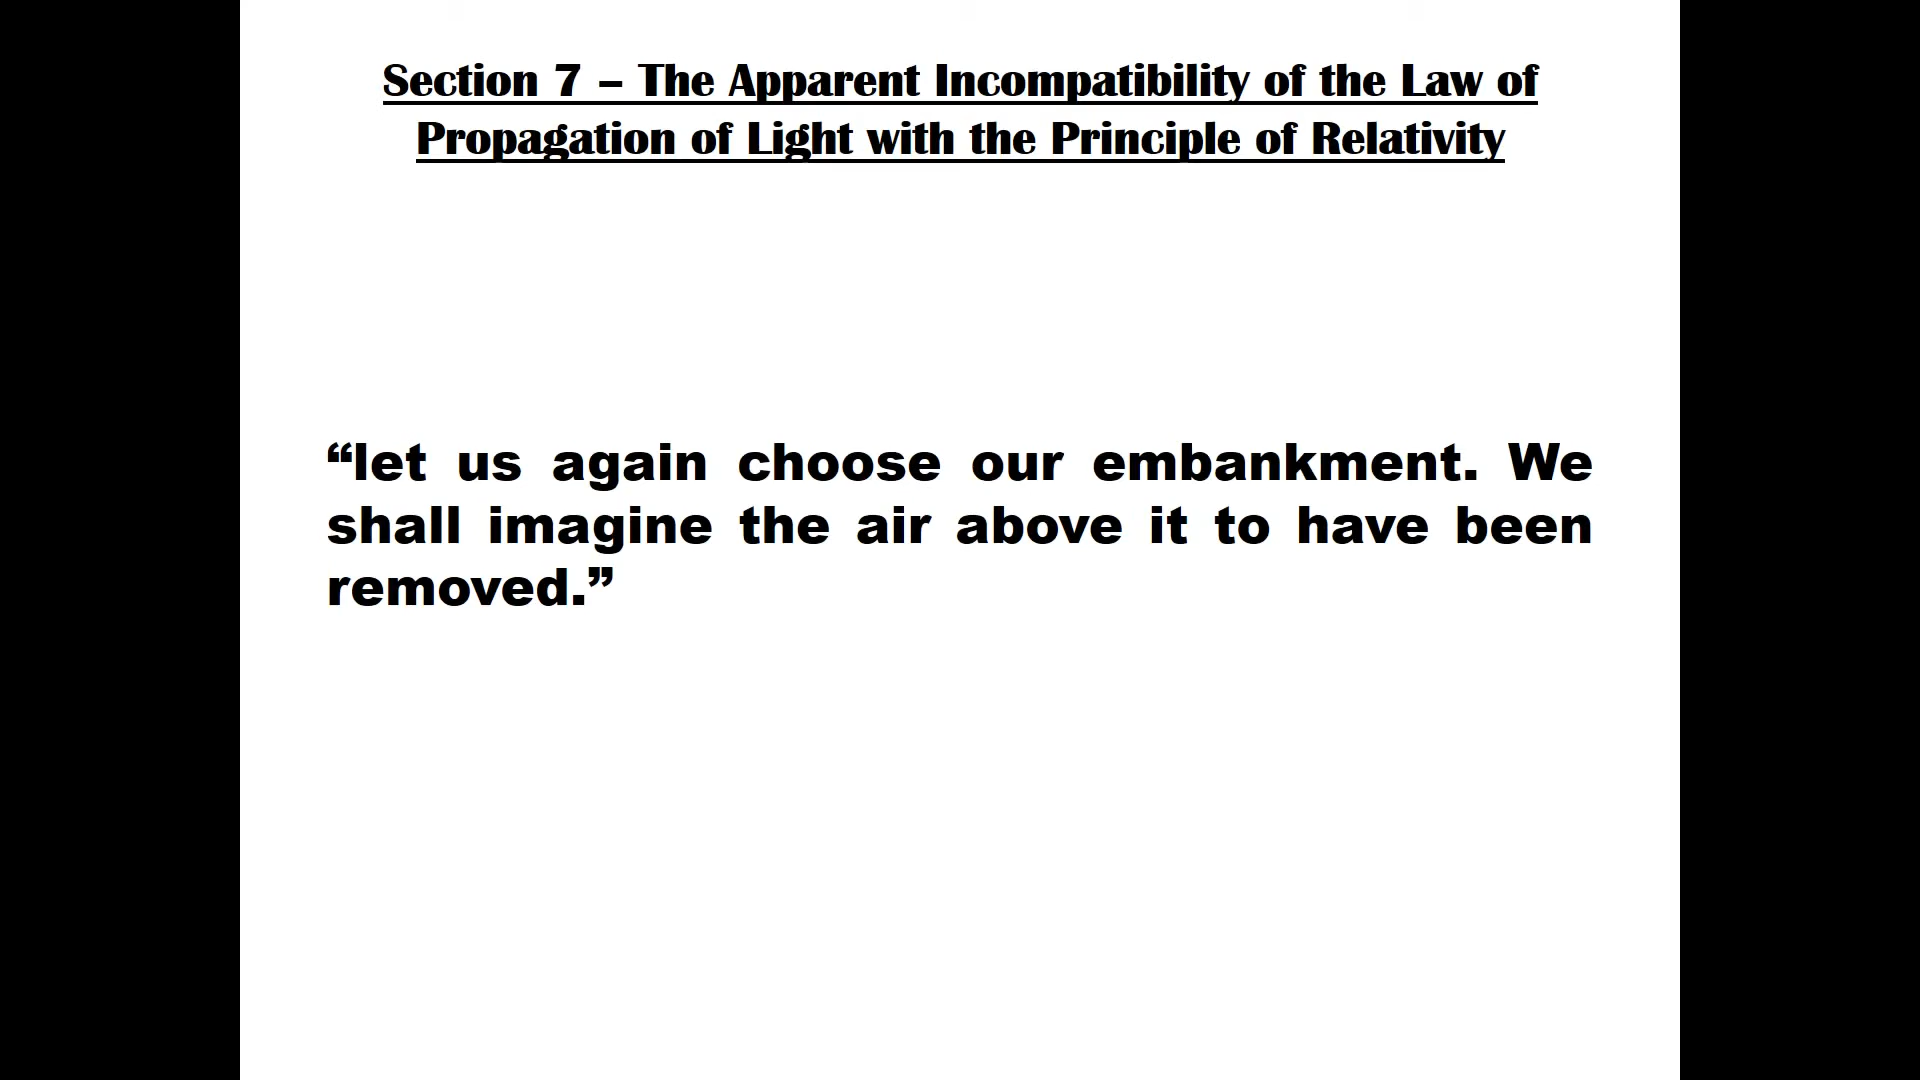 Section 7 – The Apparent Incompatibility of the Law of
Propagation of Light with the Principle of Relativity
“let us again choose our embankment. We
shall imagine the air above it to have been
removed.”